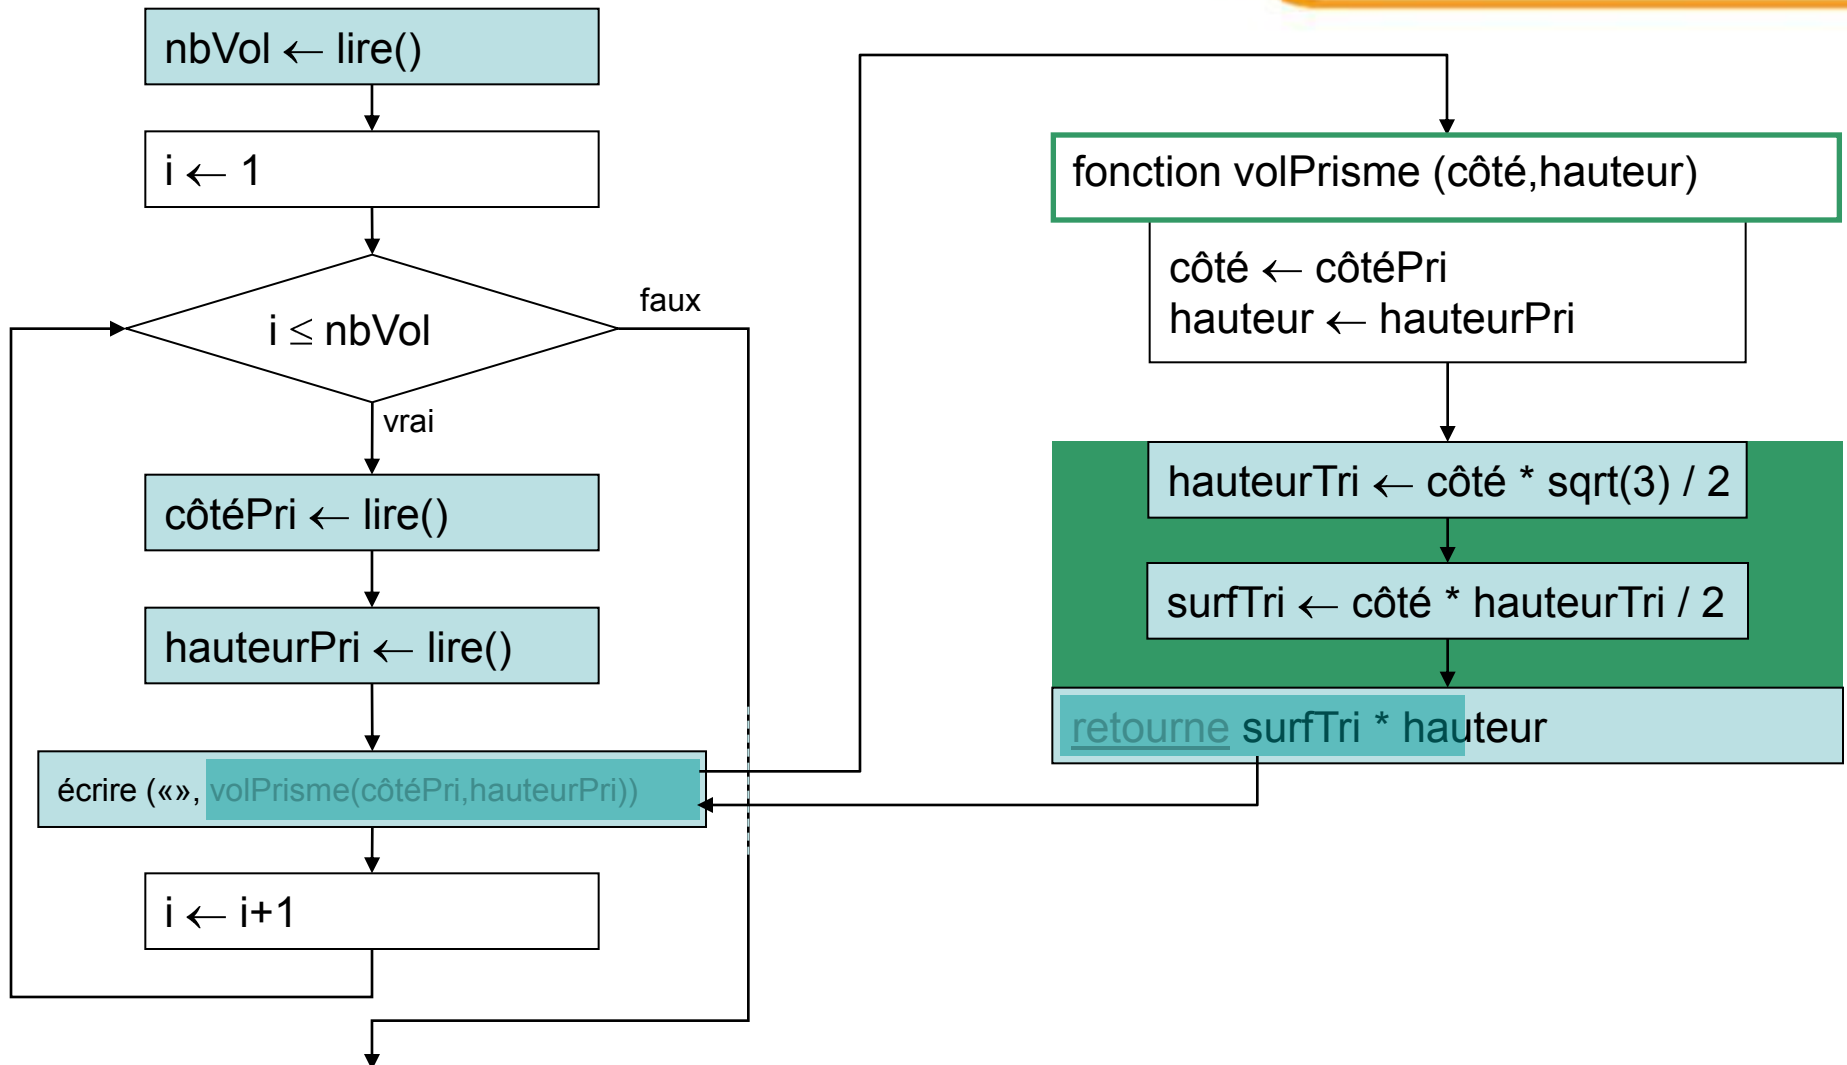 nbVol ← lire()
i ← 1
i ≤ nbVol
faux
vrai
côtéPri ← lire()
hauteurPri ← lire()
écrire («», volPrisme(côtéPri,hauteurPri))
i ← i+1
fonction volPrisme (côté,hauteur)
côté ← côtéPri
hauteur ← hauteurPri
hauteurTri ← côté * sqrt(3) / 2
surfTri ← côté * hauteurTri / 2
retourne surfTri * hauteur